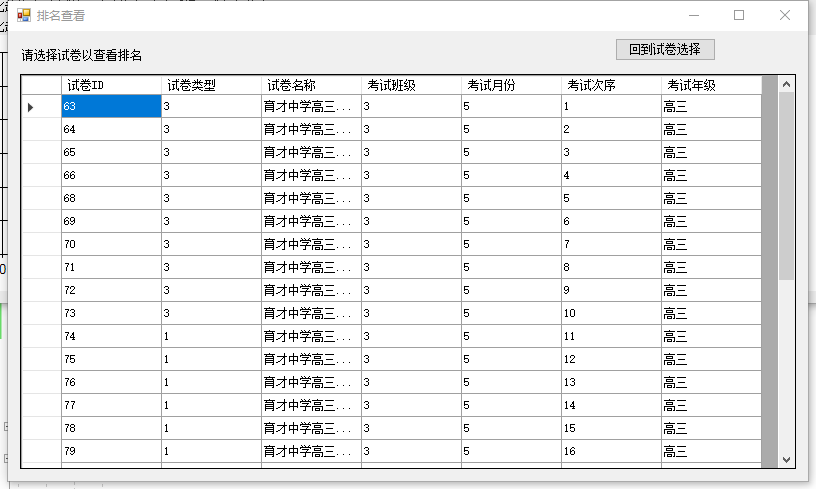 排名查看
请选择试卷以查看排名
回到试卷选择
试卷ID 试卷类型 试卷名称 考试班级 考试月份 考试次序 考试年级
63 3 育才中学高三... 3 5 1 高三
64 3 育才中学高三... 3 5 2 高三
65 3 育才中学高三... 3 5 3 高三
66 3 育才中学高三... 3 5 4 高三
68 3 育才中学高三... 3 5 5 高三
69 3 育才中学高三... 3 5 6 高三
70 3 育才中学高三... 3 5 7 高三
71 3 育才中学高三... 3 5 8 高三
72 3 育才中学高三... 3 5 9 高三
73 3 育才中学高三... 3 5 10 高三
74 1 育才中学高三... 3 5 11 高三
75 1 育才中学高三... 3 5 12 高三
76 1 育才中学高三... 3 5 13 高三
77 1 育才中学高三... 3 5 14 高三
78 1 育才中学高三... 3 5 15 高三
79 1 育才中学高三... 3 5 16 高三